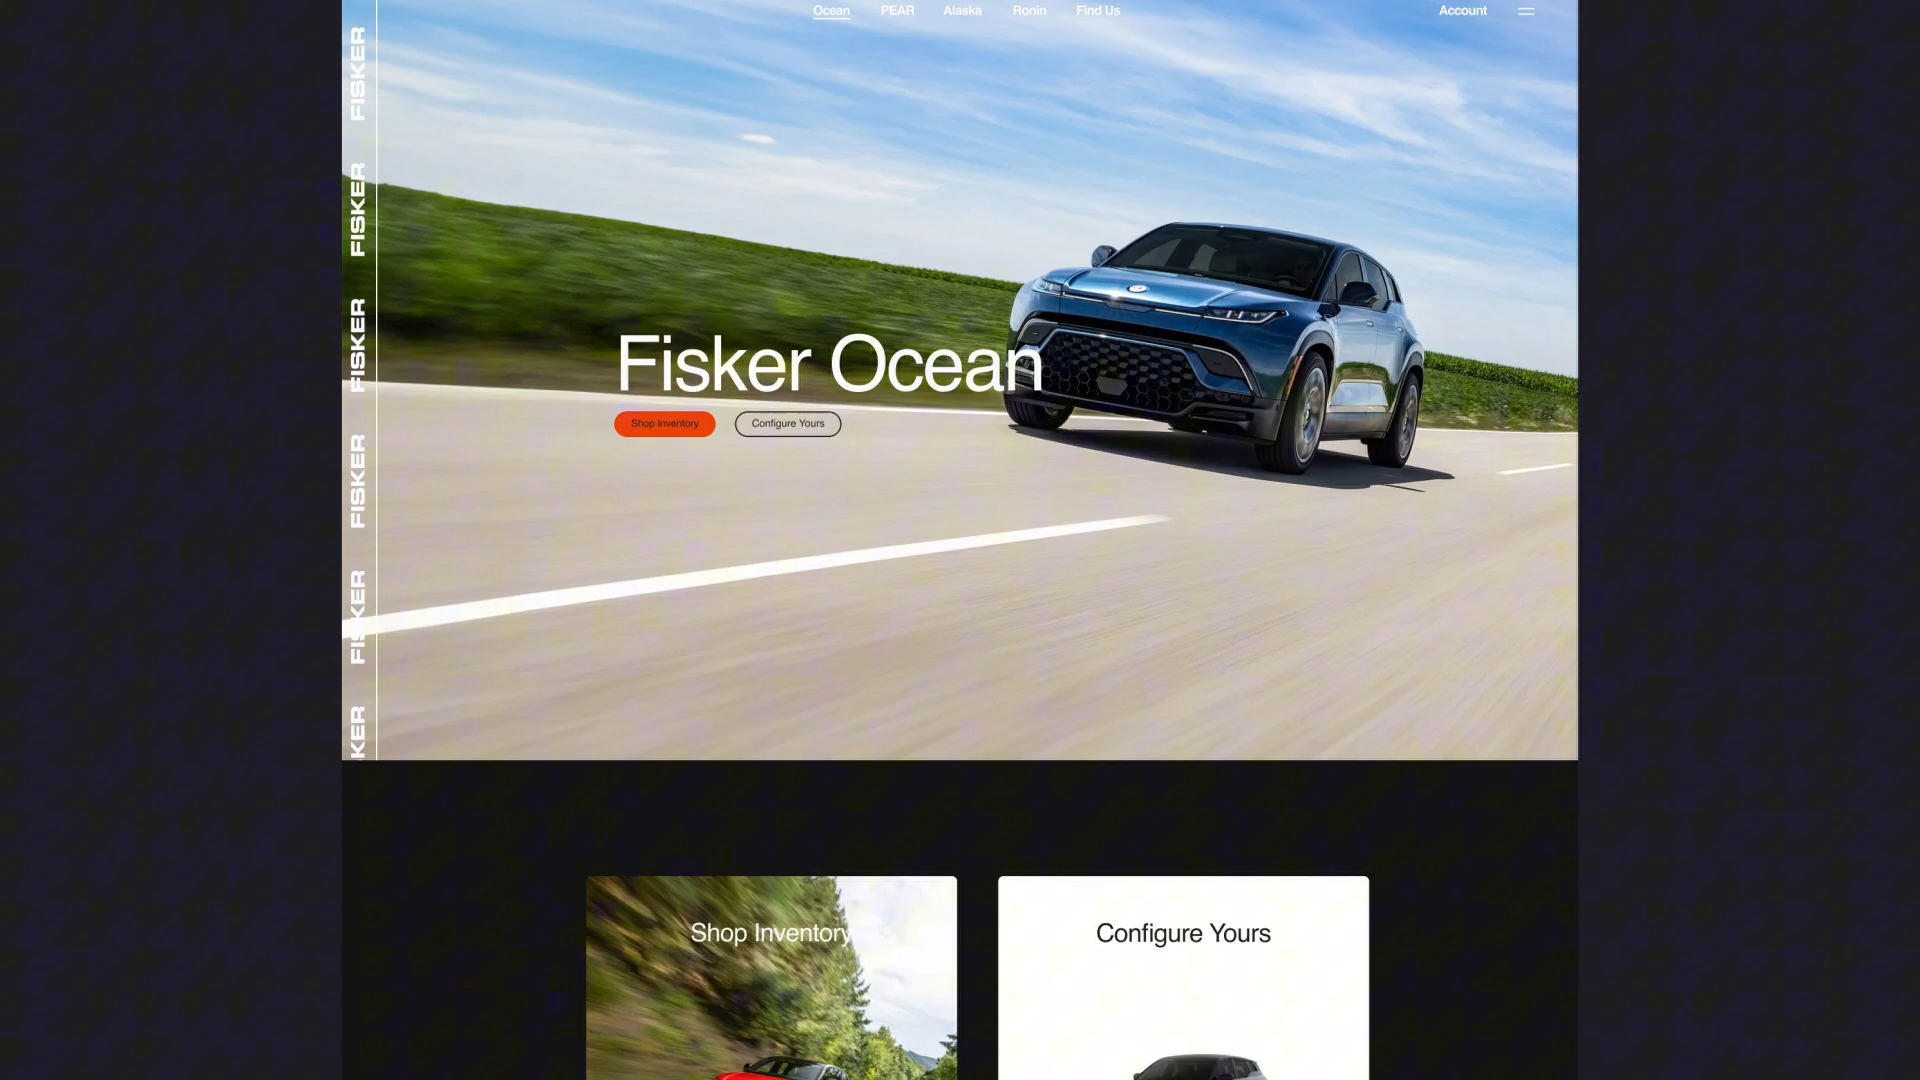 Ocean PEAR Alaska Ronin Find Us Account
FISKER
FISKER
FISKER
FISKER
FISKER
KER
Fisker Ocean
Shop Inventory Configure Yours
Shop Inventory
Configure Yours